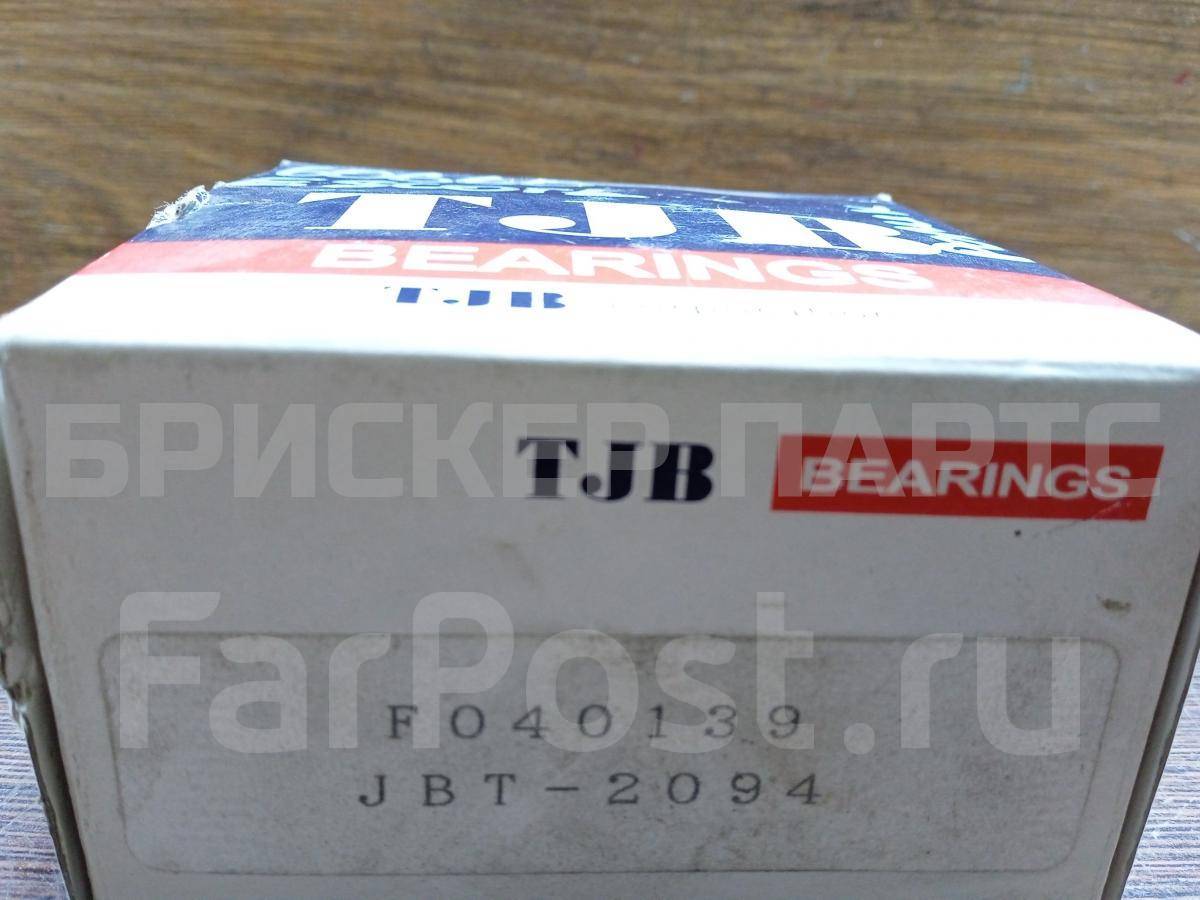 TJB
BEARINGS
TJB
БРИСКЕР ПАРТС
TJB BEARINGS
FarPost.ru
F040139
JBT-2094